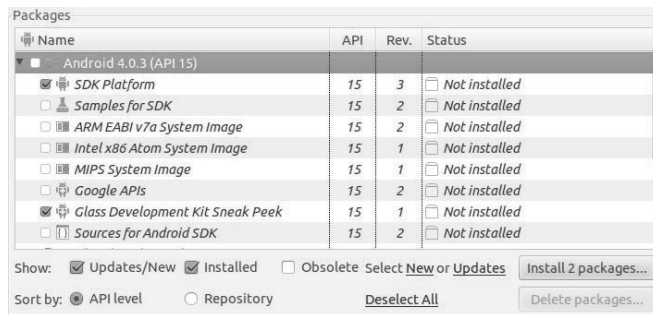 Packages
Name API Rev. Status
Android 4.0.3 (API 15)
SDK Platform 15 3 Not installed
Samples for SDK 15 2 Not installed
ARM EABI v7a System Image 15 2 Not installed
Intel x86 Atom System Image 15 1 Not installed
MIPS System Image 15 1 Not installed
Google APIs 15 2 Not installed
Glass Development Kit Sneak Peek 15 1 Not installed
Sources for Android SDK 15 2 Not installed
Show: Updates/New Installed Obsolete Select New or Updates Install 2 packages...
Sort by: API level Repository Deselect All Delete packages...